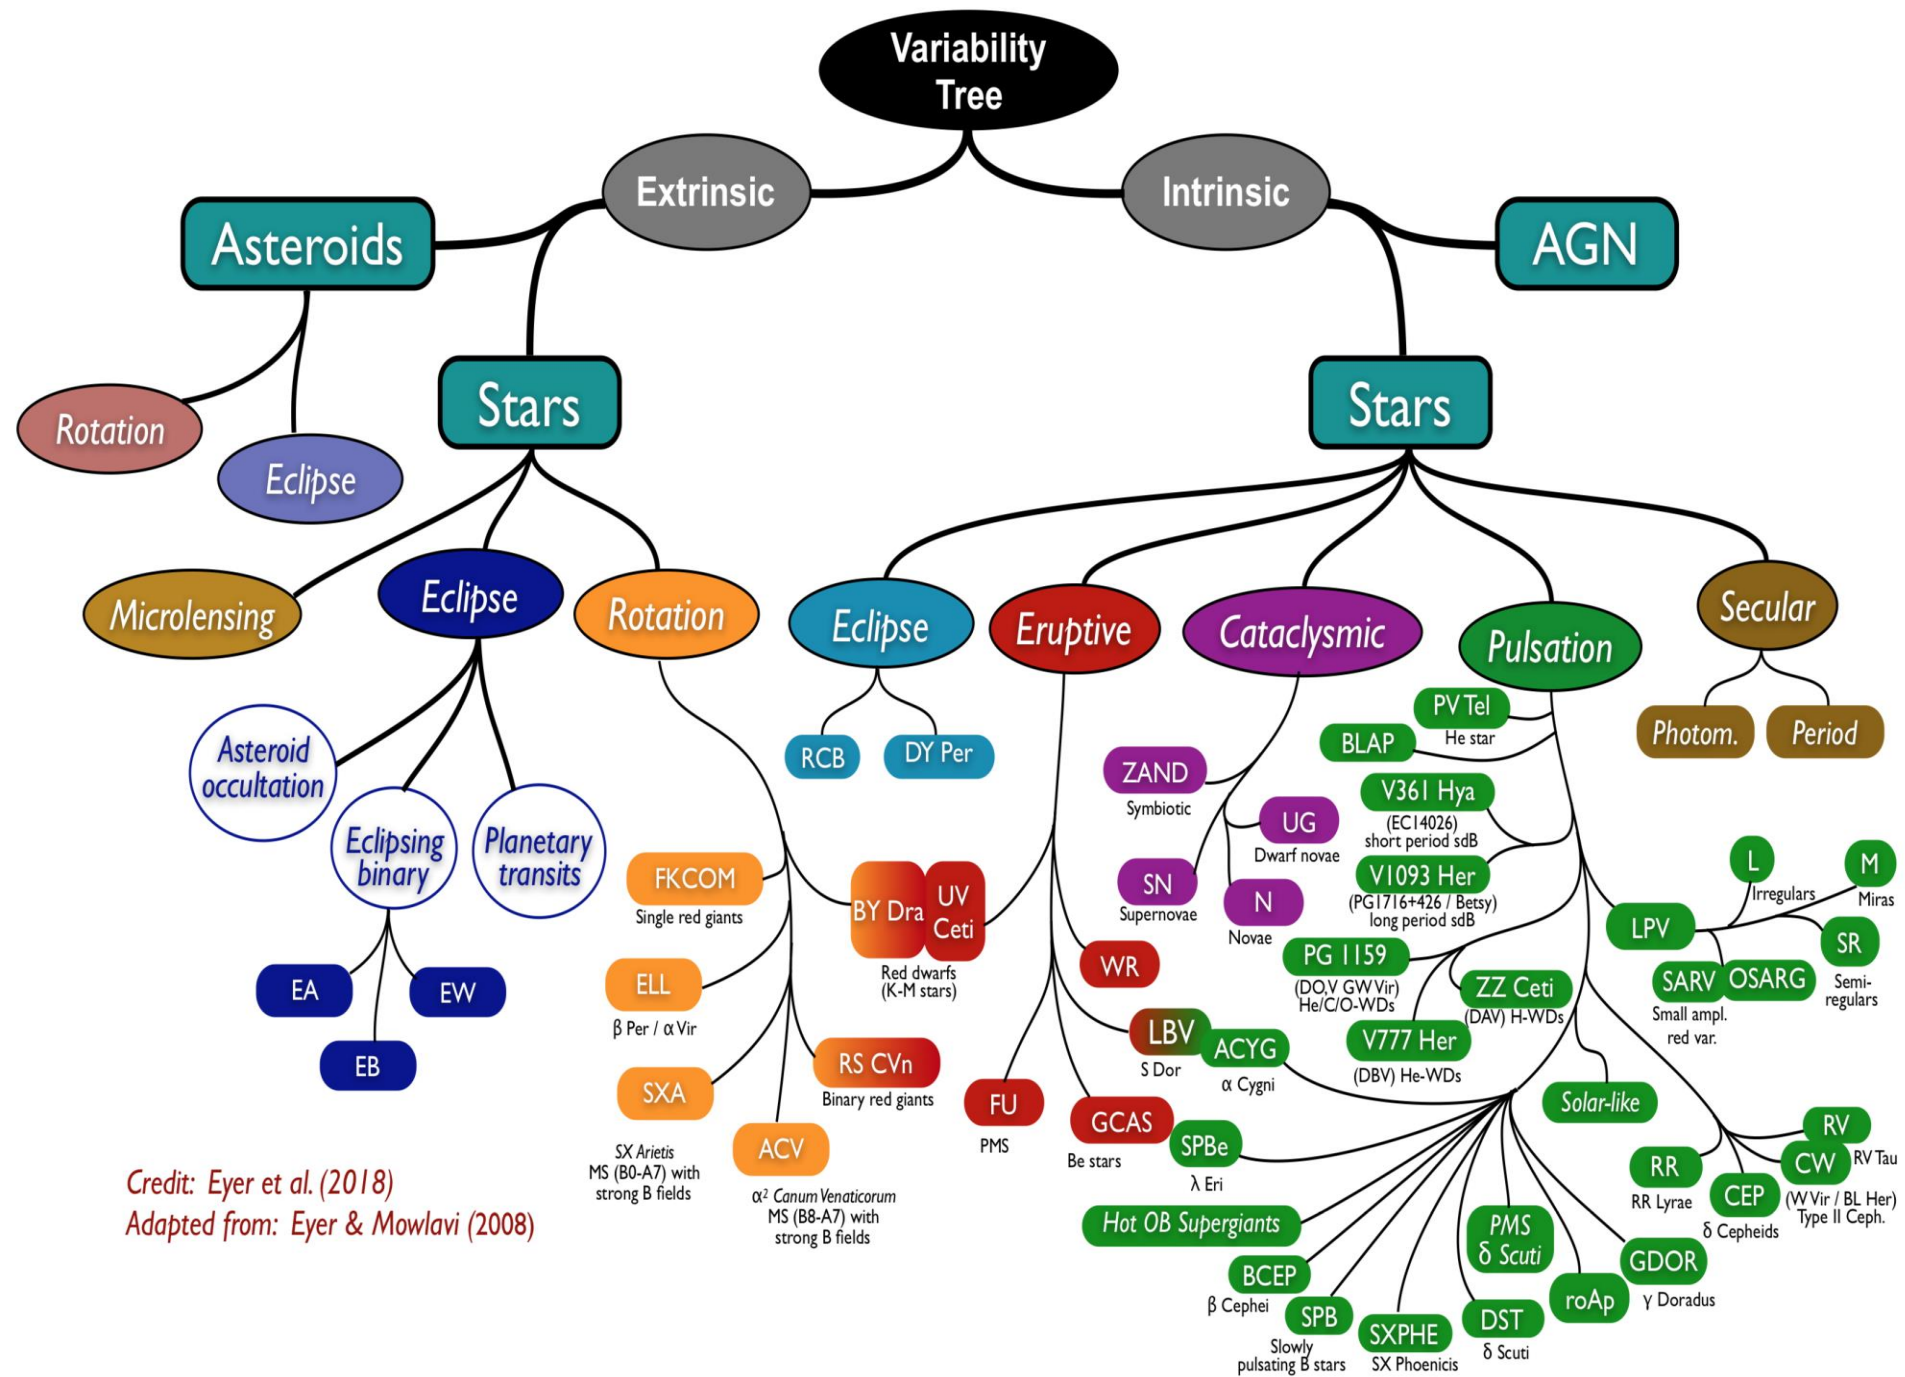 Variability
Tree
Extrinsic
Intrinsic
Asteroids
AGN
Rotation
Eclipse
Stars
Stars
Microlensing
Eclipse
Rotation
Eclipse
Eruptive
Cataclysmic
Pulsation
Secular
Asteroid
occultation
Eclipsing
binary
Planetary
transits
EA
EW
EB
FKCOM
Single red giants
ELL
β Per / α Vir
SXA
SX Arietis
MS (B0-A7) with
strong B fields
ACV
α² Canum Venaticorum
MS (B8-A7) with
strong B fields
BY Dra
UV
Ceti
Red dwarfs
(K-M stars)
RS CVn
Binary red giants
RCB
DY Per
WR
LBV
S Dor
ACYG
α Cygni
FU
PMS
GCAS
Be stars
SPBe
λ Eri
ZAND
Symbiotic
UG
Dwarf novae
SN
Supernovae
N
Novae
PV Tel
He star
BLAP
V361 Hya
(EC14026)
short period sdB
V1093 Her
(PG1716+426 / Betsy)
long period sdB
PG 1159
(DO,V GW Vir)
He/C/O-WDs
ZZ Ceti
(DAV) H-WDs
V777 Her
(DBV) He-WDs
Solar-like
Photom.
Period
L
Irregulars
M
Miras
LPV
SR
Semi-
regulars
SARV
OSARG
Small ampl.
red var.
RV
RV Tau
CW
(W Vir / BL Her)
Type II Ceph.
RR
RR Lyrae
CEP
δ Cepheids
Hot OB Supergiants
BCEP
β Cephei
SPB
Slowly
pulsating B stars
SXPHE
SX Phoenicis
DST
δ Scuti
PMS
δ Scuti
roAp
GDOR
γ Doradus
Credit: Eyer et al. (2018)
Adapted from: Eyer & Mowlavi (2008)